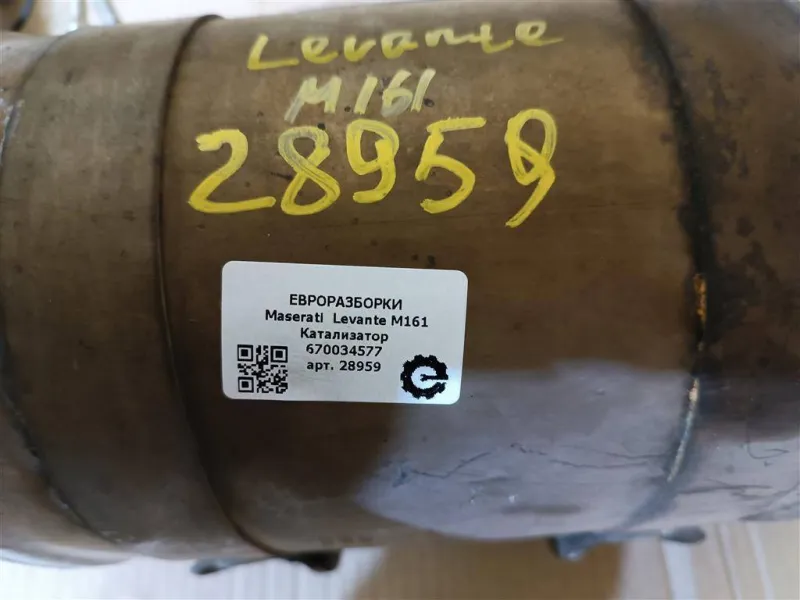 Levante
M161
28959
ЕВРОРАЗБОРКИ
Maserati Levante M161
Катализатор
670034577
арт. 28959